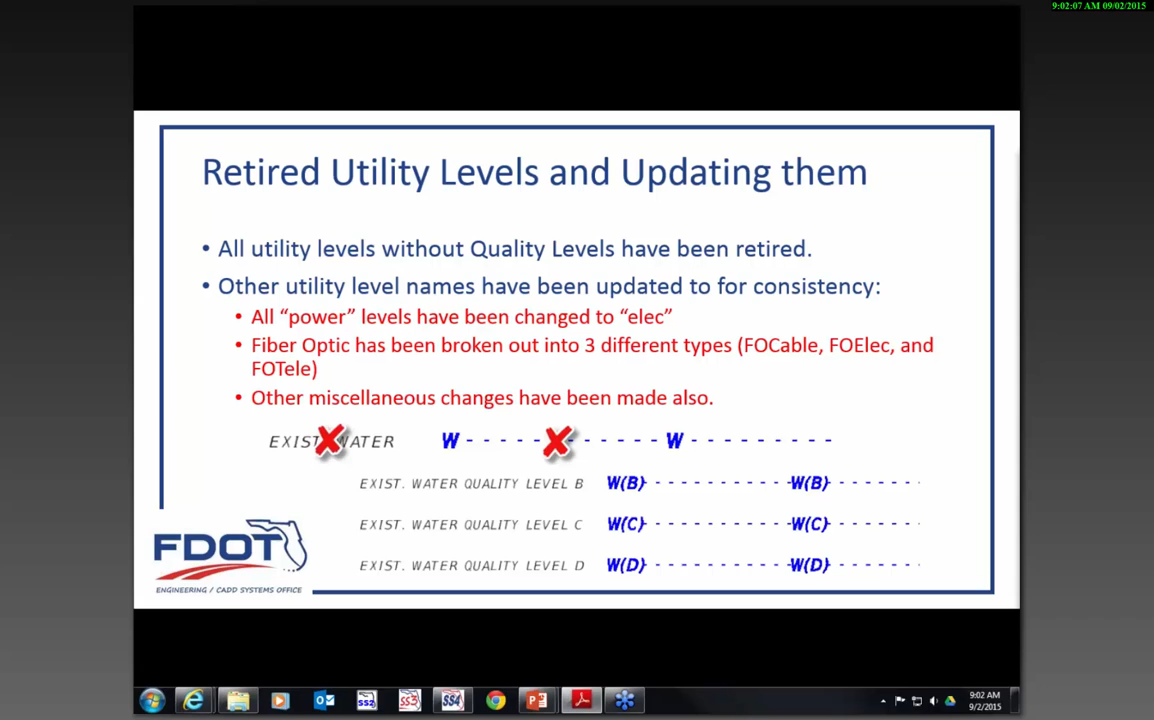 9:02:07 AM 09/02/2015
Retired Utility Levels and Updating them
• All utility levels without Quality Levels have been retired.
• Other utility level names have been updated to for consistency:
• All “power” levels have been changed to “elec”
• Fiber Optic has been broken out into 3 different types (FOCable, FOElec, and
FOTele)
• Other miscellaneous changes have been made also.
EXIST. WATER W W
EXIST. WATER QUALITY LEVEL B W(B) W(B)
EXIST. WATER QUALITY LEVEL C W(C) W(C)
EXIST. WATER QUALITY LEVEL D W(D) W(D)
FDOT
ENGINEERING / CADD SYSTEMS OFFICE
SS2 SS3 SS4
9:02 AM
9/2/2015